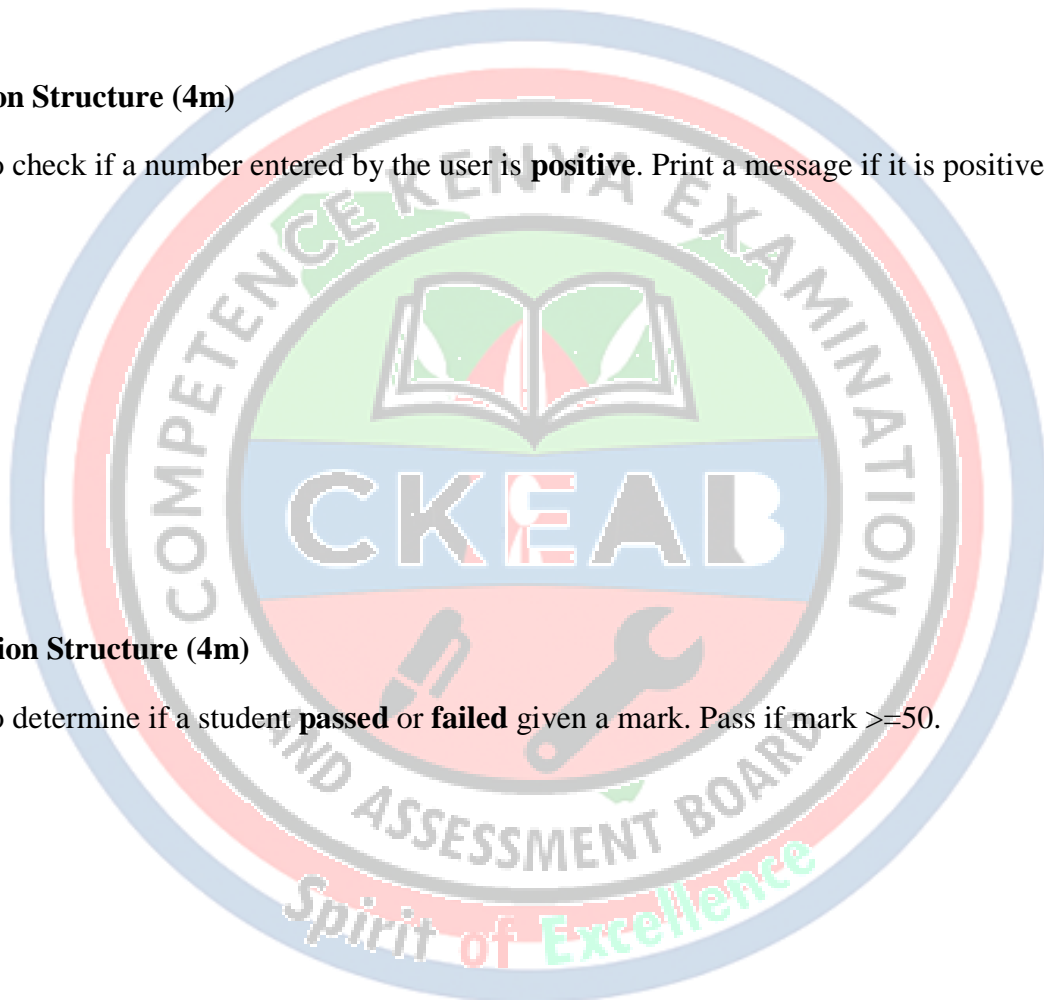 on Structure (4m)
o check if a number entered by the user is positive. Print a message if it is positive
COMPETENCE KENYA EXAMINATION
CKEAB
ion Structure (4m)
o determine if a student passed or failed given a mark. Pass if mark >=50.
AND ASSESSMENT BOARD
Spirit of Excellence